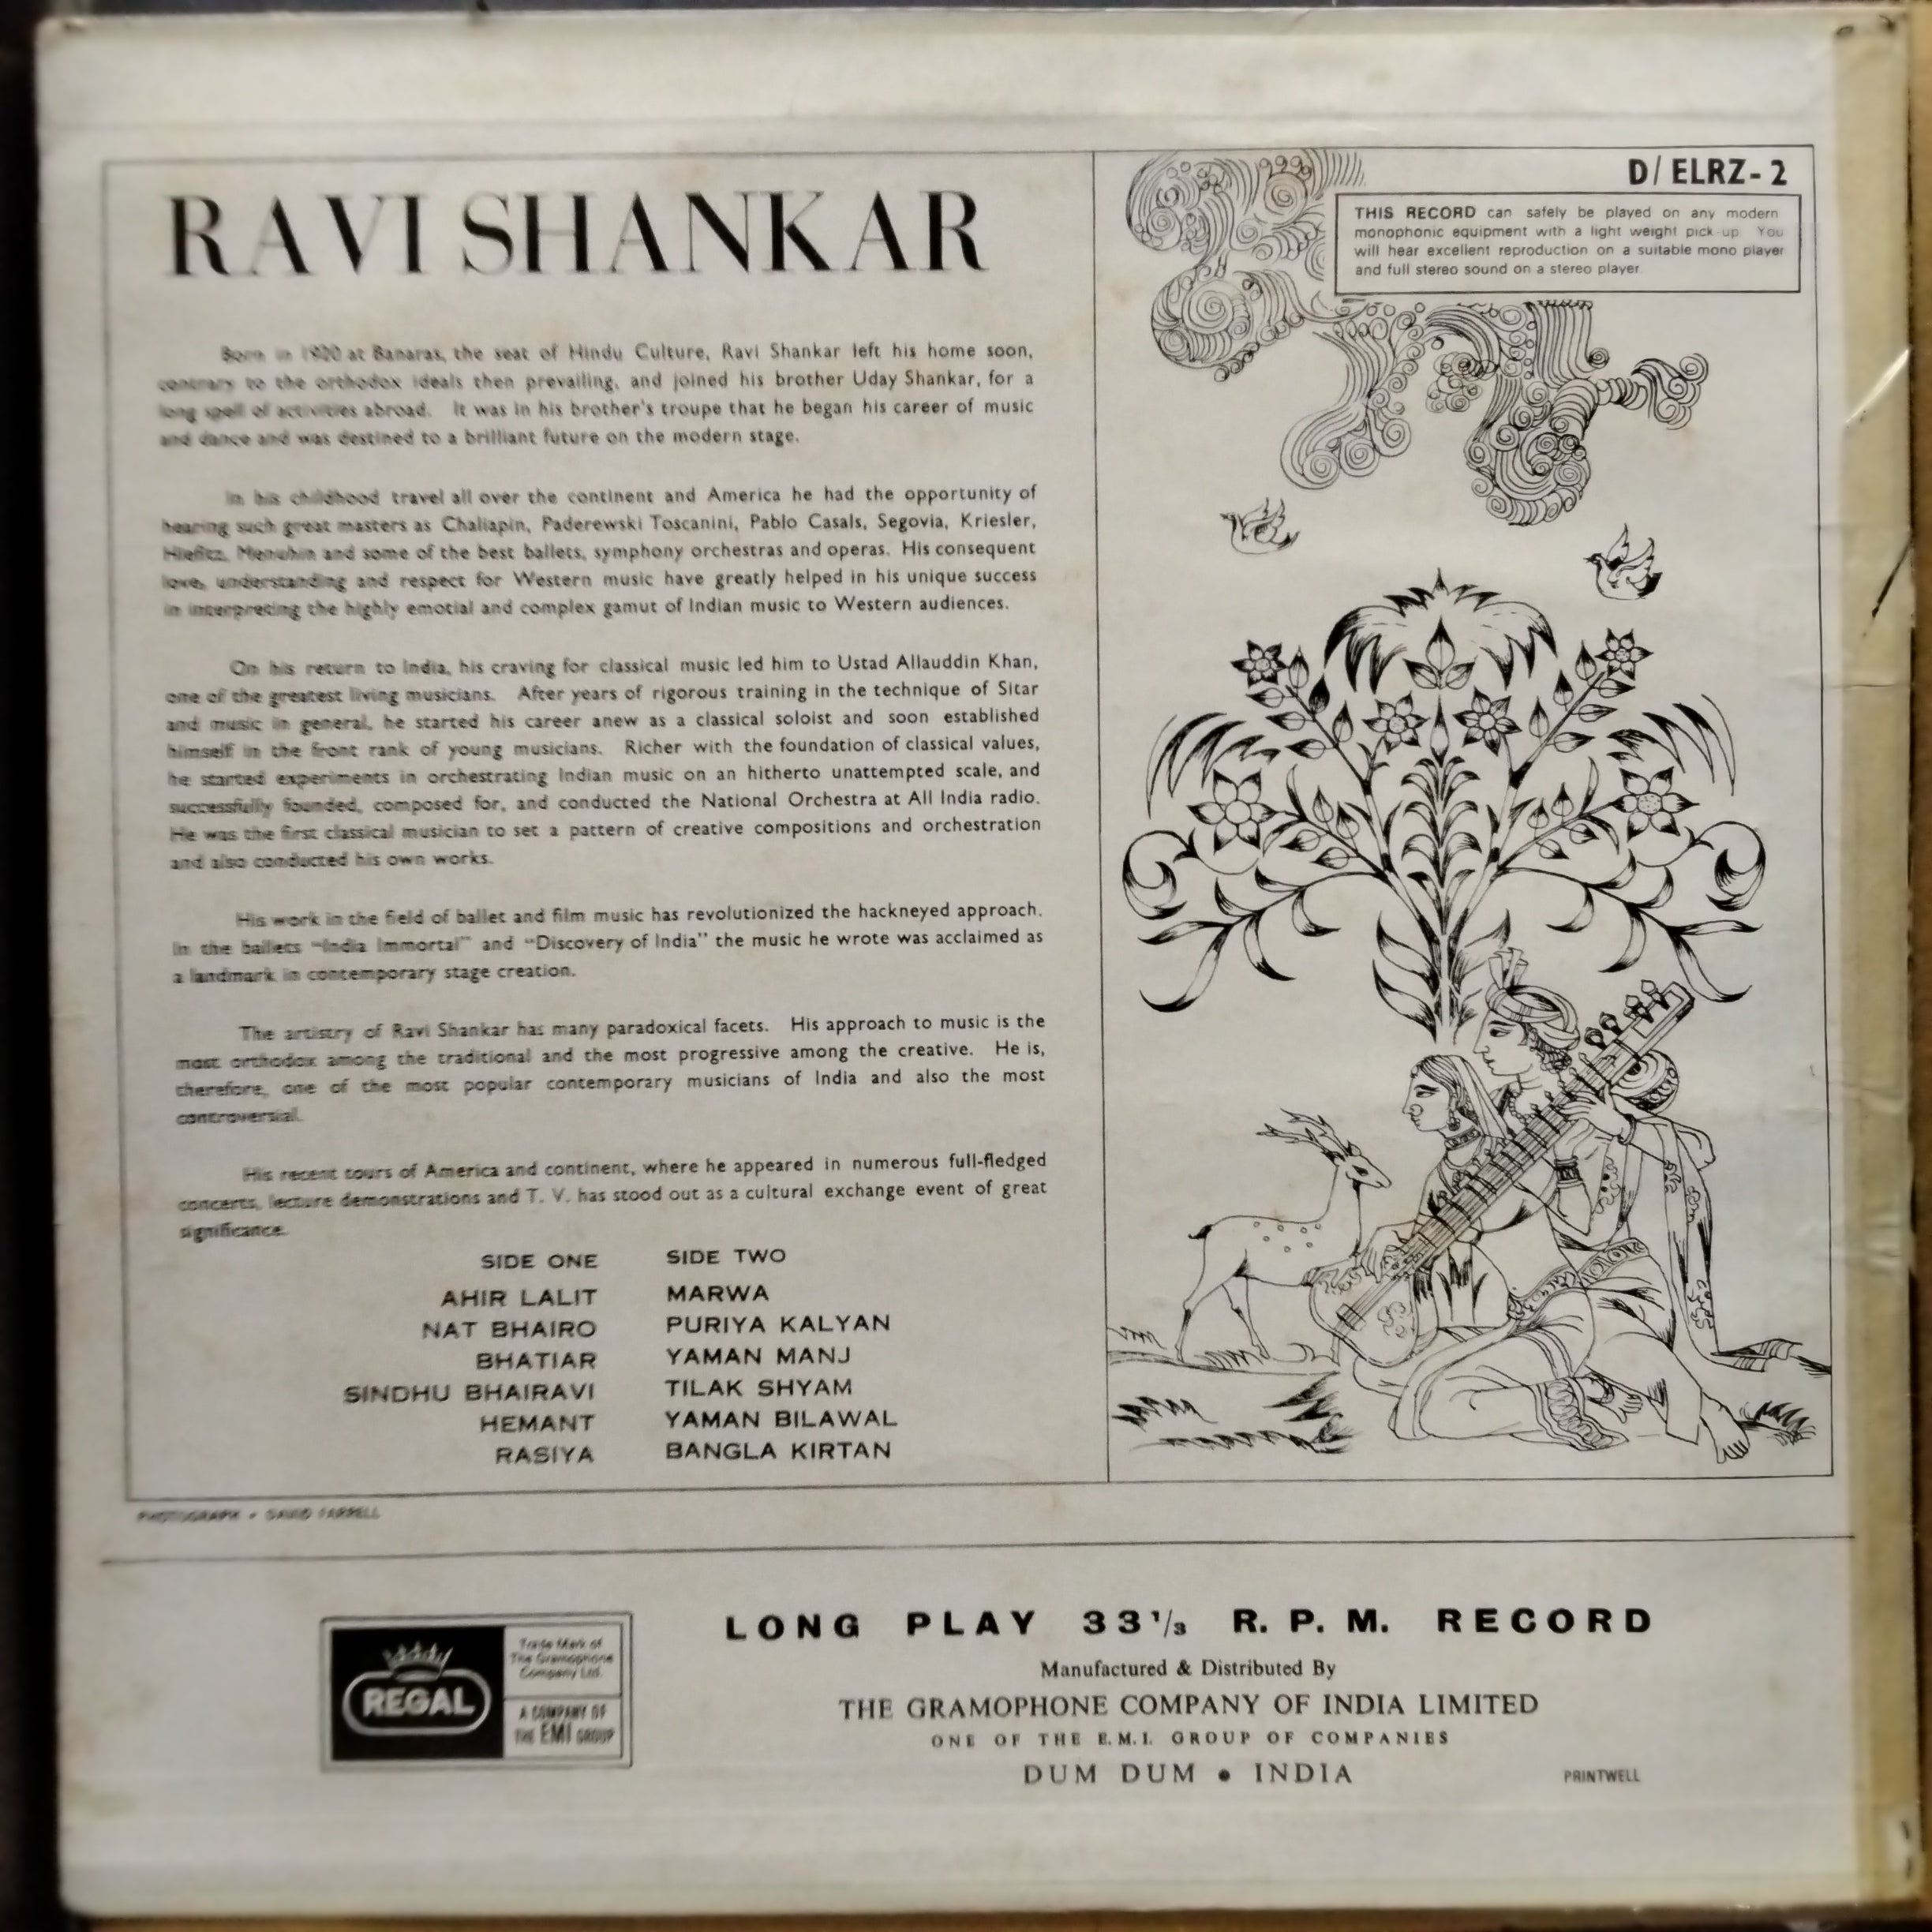 RAVI SHANKAR
Born in 1920 at Banaras, the seat of Hindu Culture, Ravi Shankar left his home soon,
contrary to the orthodox ideals then prevailing, and joined his brother Uday Shankar, for a
long spell of activities abroad. It was in his brother's troupe that he began his career of music
and dance and was destined to a brilliant future on the modern stage.
In his childhood travel all over the continent and America he had the opportunity of
hearing such great masters as Chaliapin, Paderewski Toscanini, Pablo Casals, Segovia, Kriesler,
Hiefitz, Menuhin and some of the best ballets, symphony orchestras and operas. His consequent
love, understanding and respect for Western music have greatly helped in his unique success
in interpreting the highly emotial and complex gamut of Indian music to Western audiences.
On his return to India, his craving for classical music led him to Ustad Allauddin Khan,
one of the greatest living musicians. After years of rigorous training in the technique of Sitar
and music in general, he started his career anew as a classical soloist and soon established
himself in the front rank of young musicians. Richer with the foundation of classical values,
he started experiments in orchestrating Indian music on an hitherto unattempted scale, and
successfully founded, composed for, and conducted the National Orchestra at All India radio.
He was the first classical musician to set a pattern of creative compositions and orchestration
and also conducted his own works.
His work in the field of ballet and film music has revolutionized the hackneyed approach.
In the ballets "India Immortal" and "Discovery of India" the music he wrote was acclaimed as
a landmark in contemporary stage creation.
The artistry of Ravi Shankar has many paradoxical facets. His approach to music is the
most orthodox among the traditional and the most progressive among the creative. He is,
therefore, one of the most popular contemporary musicians of India and also the most
controversial.
His recent tours of America and continent, where he appeared in numerous full-fledged
concerts, lecture demonstrations and T. V. has stood out as a cultural exchange event of great
significance.
SIDE ONE
AHIR LALIT
NAT BHAIRO
BHATIAR
SINDHU BHAIRAVI
HEMANT
RASIYA
SIDE TWO
MARWA
PURIYA KALYAN
YAMAN MANJ
TILAK SHYAM
YAMAN BILAWAL
BANGLA KIRTAN
D/ ELRZ- 2
THIS RECORD can safely be played on any modern
monophonic equipment with a light weight pick-up You
will hear excellent reproduction on a suitable mono player
and full stereo sound on a stereo player
PHOTOGRAPH • DAVID FARRELL
REGAL
Trade Mark of
The Gramophone
Company Ltd.
A COMPANY OF
THE EMI GROUP
LONG PLAY 33 1/3 R. P. M. RECORD
Manufactured & Distributed By
THE GRAMOPHONE COMPANY OF INDIA LIMITED
ONE OF THE E.M.I. GROUP OF COMPANIES
DUM DUM • INDIA
PRINTWELL